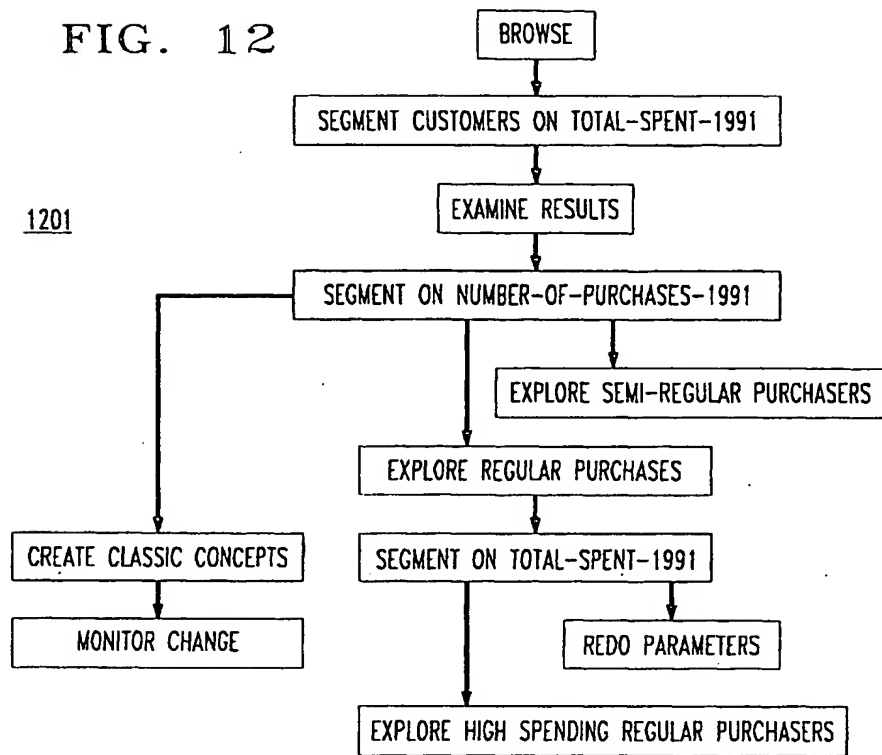 FIG. 12
BROWSE
SEGMENT CUSTOMERS ON TOTAL-SPENT-1991
EXAMINE RESULTS
1201
SEGMENT ON NUMBER-OF-PURCHASES-1991
EXPLORE SEMI-REGULAR PURCHASERS
EXPLORE REGULAR PURCHASES
CREATE CLASSIC CONCEPTS
SEGMENT ON TOTAL-SPENT-1991
MONITOR CHANGE
REDO PARAMETERS
EXPLORE HIGH SPENDING REGULAR PURCHASERS